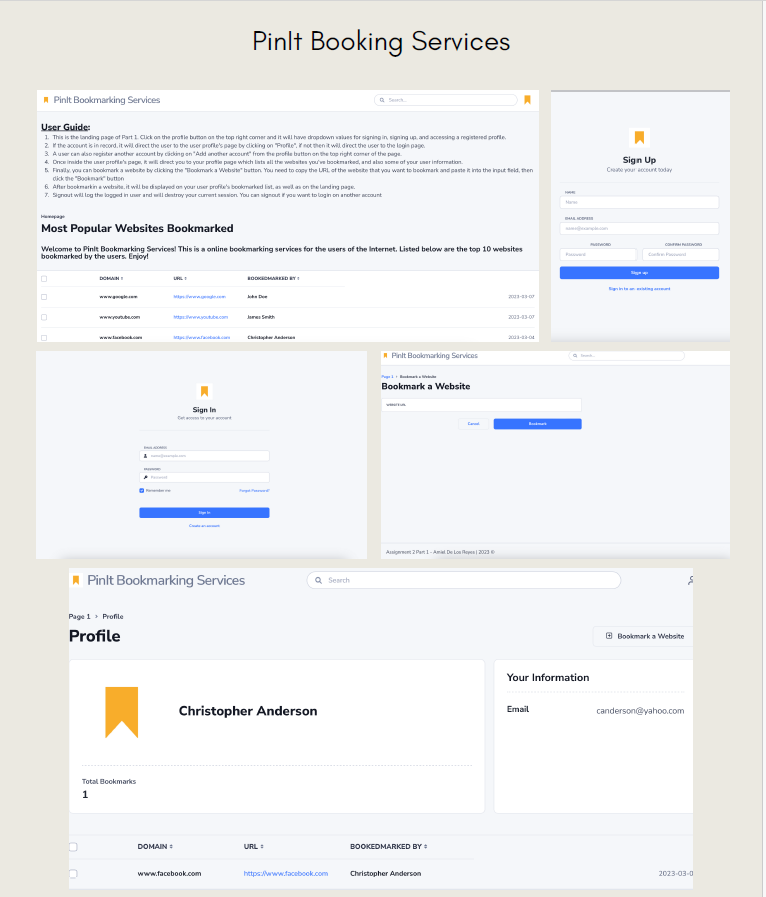 PinIt Booking Services
PinIt Bookmarking Services
Search...
User Guide:
1. This is the landing page of Part 1. Click on the profile button on the top right corner and it will have dropdown values for signing in, signing up, and accessing a registered profile.
2. If the account is in record, it will direct the user to the user's page by clicking on "Profile", if not then it will direct the user to the login page.
3. A user can also register another account by clicking on "Add another account" from the profile button on the top right corner of the page.
4. Once inside the user profile's page, it will direct you to your profile page which lists all the websites you've bookmarked, and also some of your user information.
5. Finally, you can bookmark a website by clicking the "Bookmark a Website" button. You need to copy the URL of the website that you want to bookmark and paste it into the input field, then
click the "Bookmark" button
6. After bookmarkin a website, it will be displayed on your user profile's bookmarked list, as well as on the landing page.
7. Signout will log the logged in user and will destroy your current session. You can signout if you want to login on another account
Homepage
Most Popular Websites Bookmarked
Welcome to PinIt Bookmarking Services! This is a online bookmarking services for the users of the Internet. Listed below are the top 10 websites
bookmarked by the users. Enjoy!
DOMAIN URL BOOKEDMARKED BY
www.google.com https://www.google.com John Doe 2023-03-07
www.youtube.com https://www.youtube.com James Smith 2023-03-07
www.facebook.com https://www.facebook.com Christopher Anderson 2023-03-04
Sign Up
Create your account today
NAME
Name
EMAIL ADDRESS
name@example.com
PASSWORD CONFIRM PASSWORD
Password Confirm Password
Sign up
Sign in to an existing account
Sign In
Get access to your account
EMAIL ADDRESS
name@example.com
PASSWORD
Password
Remember me Forgot Password?
Sign In
Create an account
PinIt Bookmarking Services
Search...
Page 1 > Bookmark a Website
Bookmark a Website
WEBSITE URL
Cancel Bookmark
Assignment 2 Part 1 - Amiel De Los Reyes | 2023 ©
PinIt Bookmarking Services
Search
Page 1 > Profile
Profile
Bookmark a Website
Christopher Anderson
Total Bookmarks
1
Your Information
Email canderson@yahoo.com
DOMAIN URL BOOKEDMARKED BY
www.facebook.com https://www.facebook.com Christopher Anderson 2023-03-0